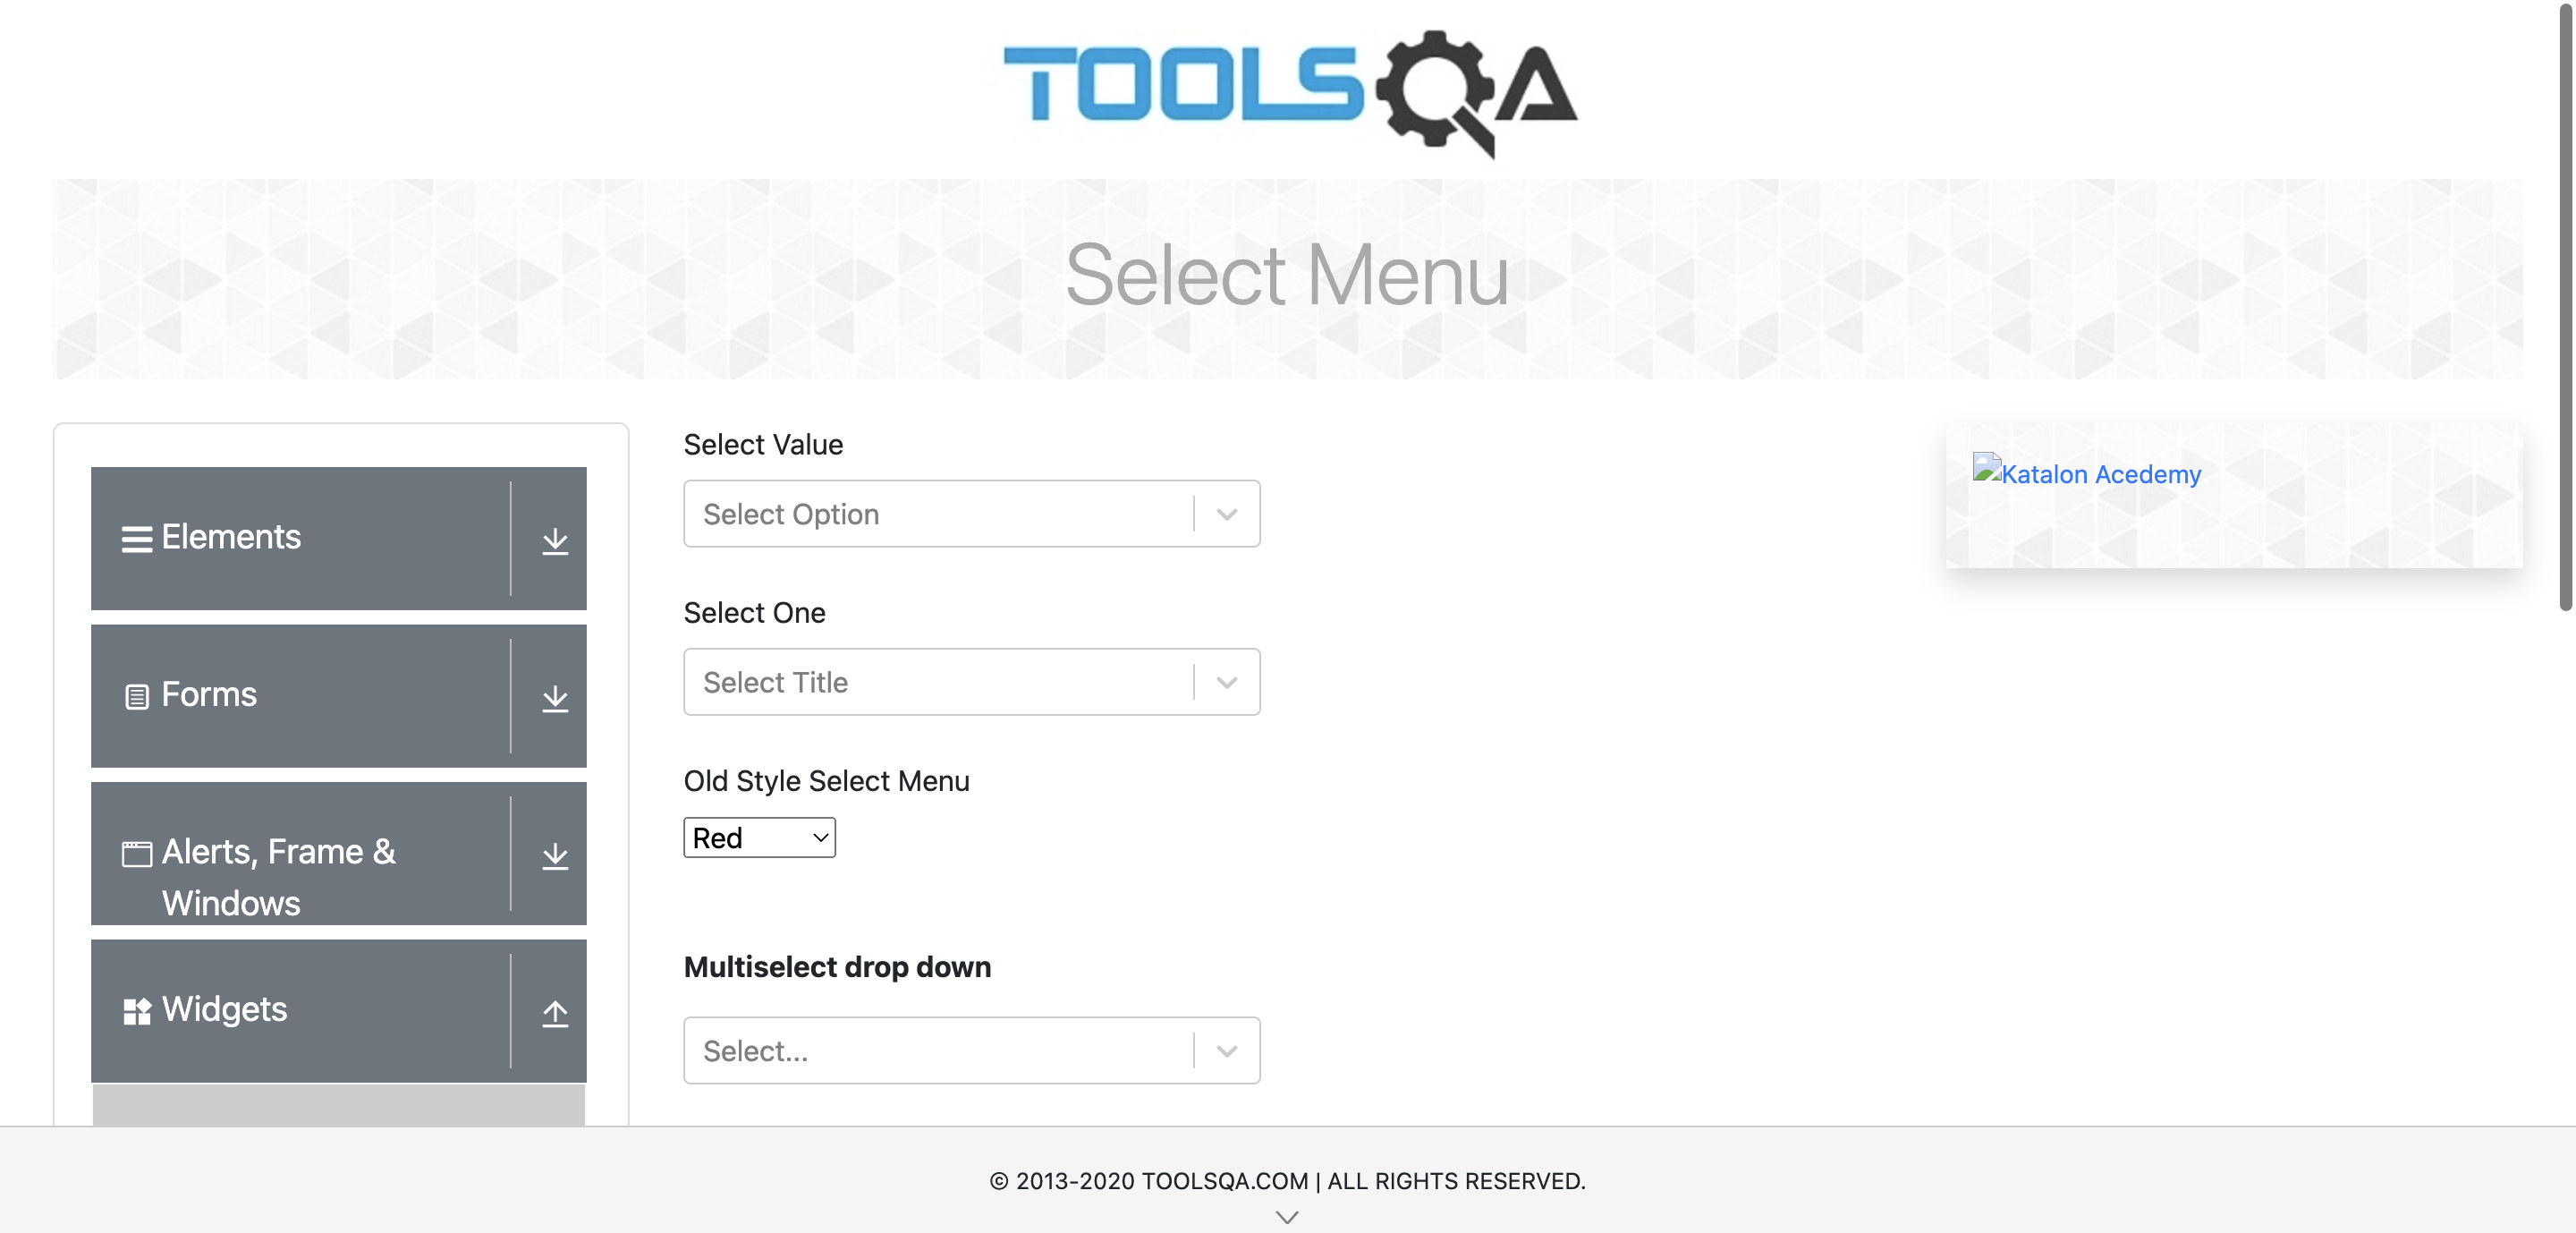 TOOLSQA
Select Menu
Elements
Forms
Alerts, Frame &
Windows
Widgets
Select Value
Select Option
Select One
Select Title
Old Style Select Menu
Red
Multiselect drop down
Select...
Katalon Acedemy
© 2013-2020 TOOLSQA.COM | ALL RIGHTS RESERVED.